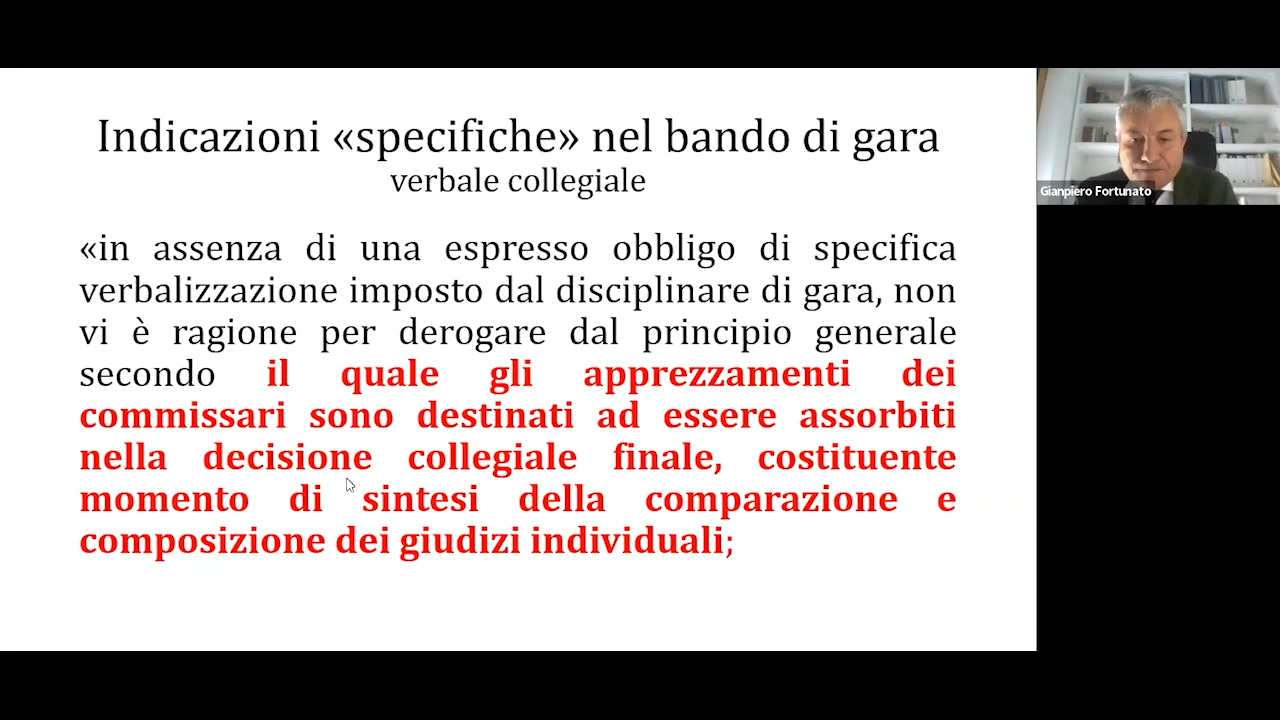 Indicazioni «specifiche» nel bando di gara
verbale collegiale
«in assenza di una espresso obbligo di specifica
verbalizzazione imposto dal disciplinare di gara, non
vi è ragione per derogare dal principio generale
secondo il quale gli apprezzamenti dei
commissari sono destinati ad essere assorbiti
nella decisione collegiale finale, costituente
momento di sintesi della comparazione e
composizione dei giudizi individuali;
Gianpiero Fortunato